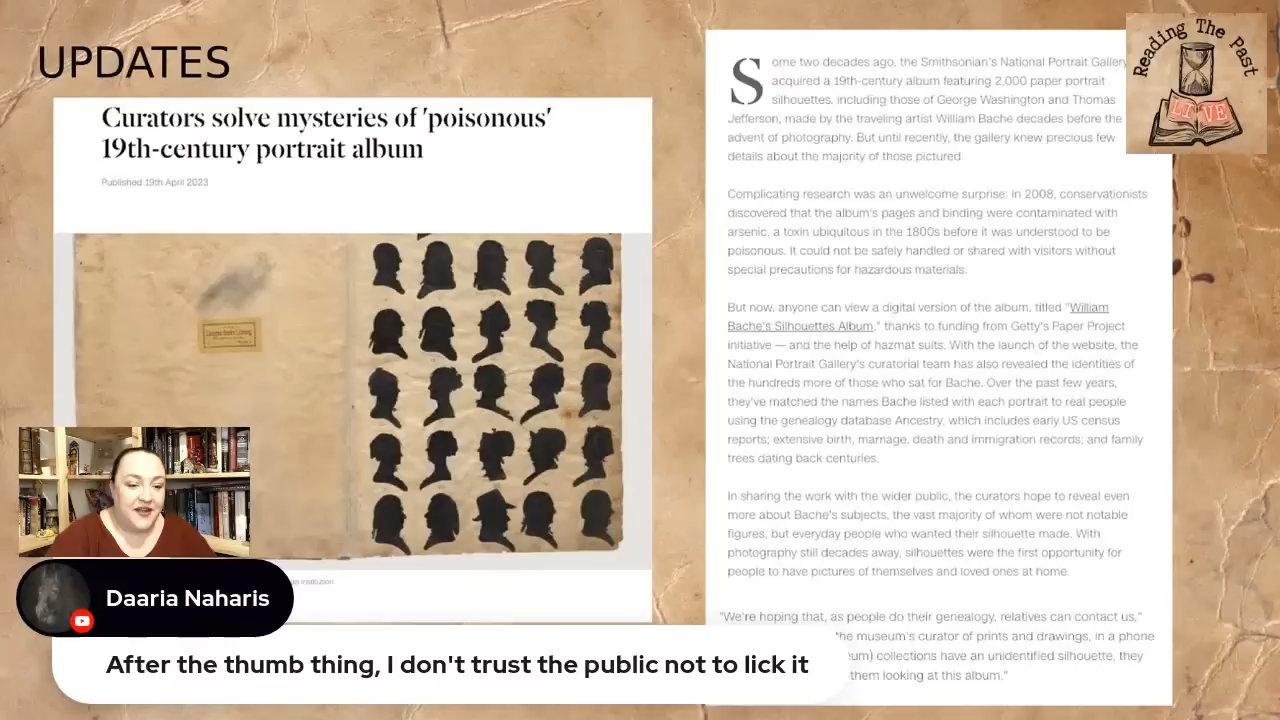 UPDATES
Curators solve mysteries of 'poisonous'
19th-century portrait album
Published 19th April 2023
Institution
Some two decades ago, the Smithsonian's National Portrait Gallery
acquired a 19th-century album featuring 2,000 paper portrait
silhouettes, including those of George Washington and Thomas
Jefferson, made by the traveling artist William Bache decades before the
advent of photography. But until recently, the gallery knew precious few
details about the majority of those pictured.
Complicating research was an unwelcome surprise: in 2008, conservationists
discovered that the album's pages and binding were contaminated with
arsenic, a toxin ubiquitous in the 1800s before it was understood to be
poisonous. It could not be safely handled or shared with visitors without
special precautions for hazardous materials.
But now, anyone can view a digital version of the album, titled "William
Bache's Silhouettes Album," thanks to funding from Getty's Paper Project
initiative — and the help of hazmat suits. With the launch of the website, the
National Portrait Gallery's curatorial team has also revealed the identities of
the hundreds more of those who sat for Bache. Over the past few years,
they've matched the names Bache listed with each portrait to real people
using the genealogy database Ancestry, which includes early US census
reports; extensive birth, marriage, death and immigration records, and family
trees dating back centuries.
In sharing the work with the wider public, the curators hope to reveal even
more about Bache's subjects, the vast majority of whom were not notable
figures, but everyday people who wanted their silhouette made. With
photography still decades away, silhouettes were the first opportunity for
people to have pictures of themselves and loved ones at home.
"We're hoping that, as people do their genealogy, relatives can contact us,"
the museum's curator of prints and drawings, in a phone
collections have an unidentified silhouette, they
them looking at this album."
Reading The Past
LIVE
Daaria Naharis
After the thumb thing, I don't trust the public not to lick it